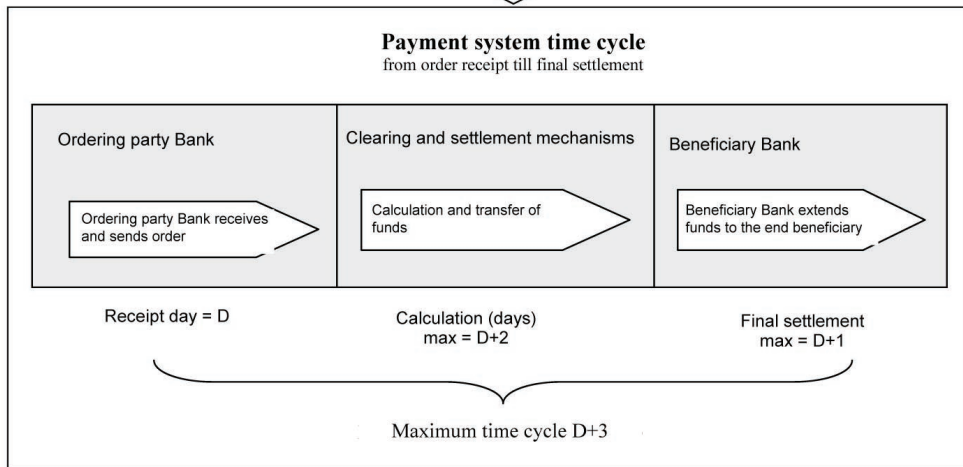 Payment system time cycle
from order receipt till final settlement
Ordering party Bank
Clearing and settlement mechanisms
Beneficiary Bank
Ordering party Bank receives
and sends order
Calculation and transfer of
funds
Beneficiary Bank extends
funds to the end beneficiary
Receipt day = D
Calculation (days)
max = D+2
Final settlement
max = D+1
Maximum time cycle D+3